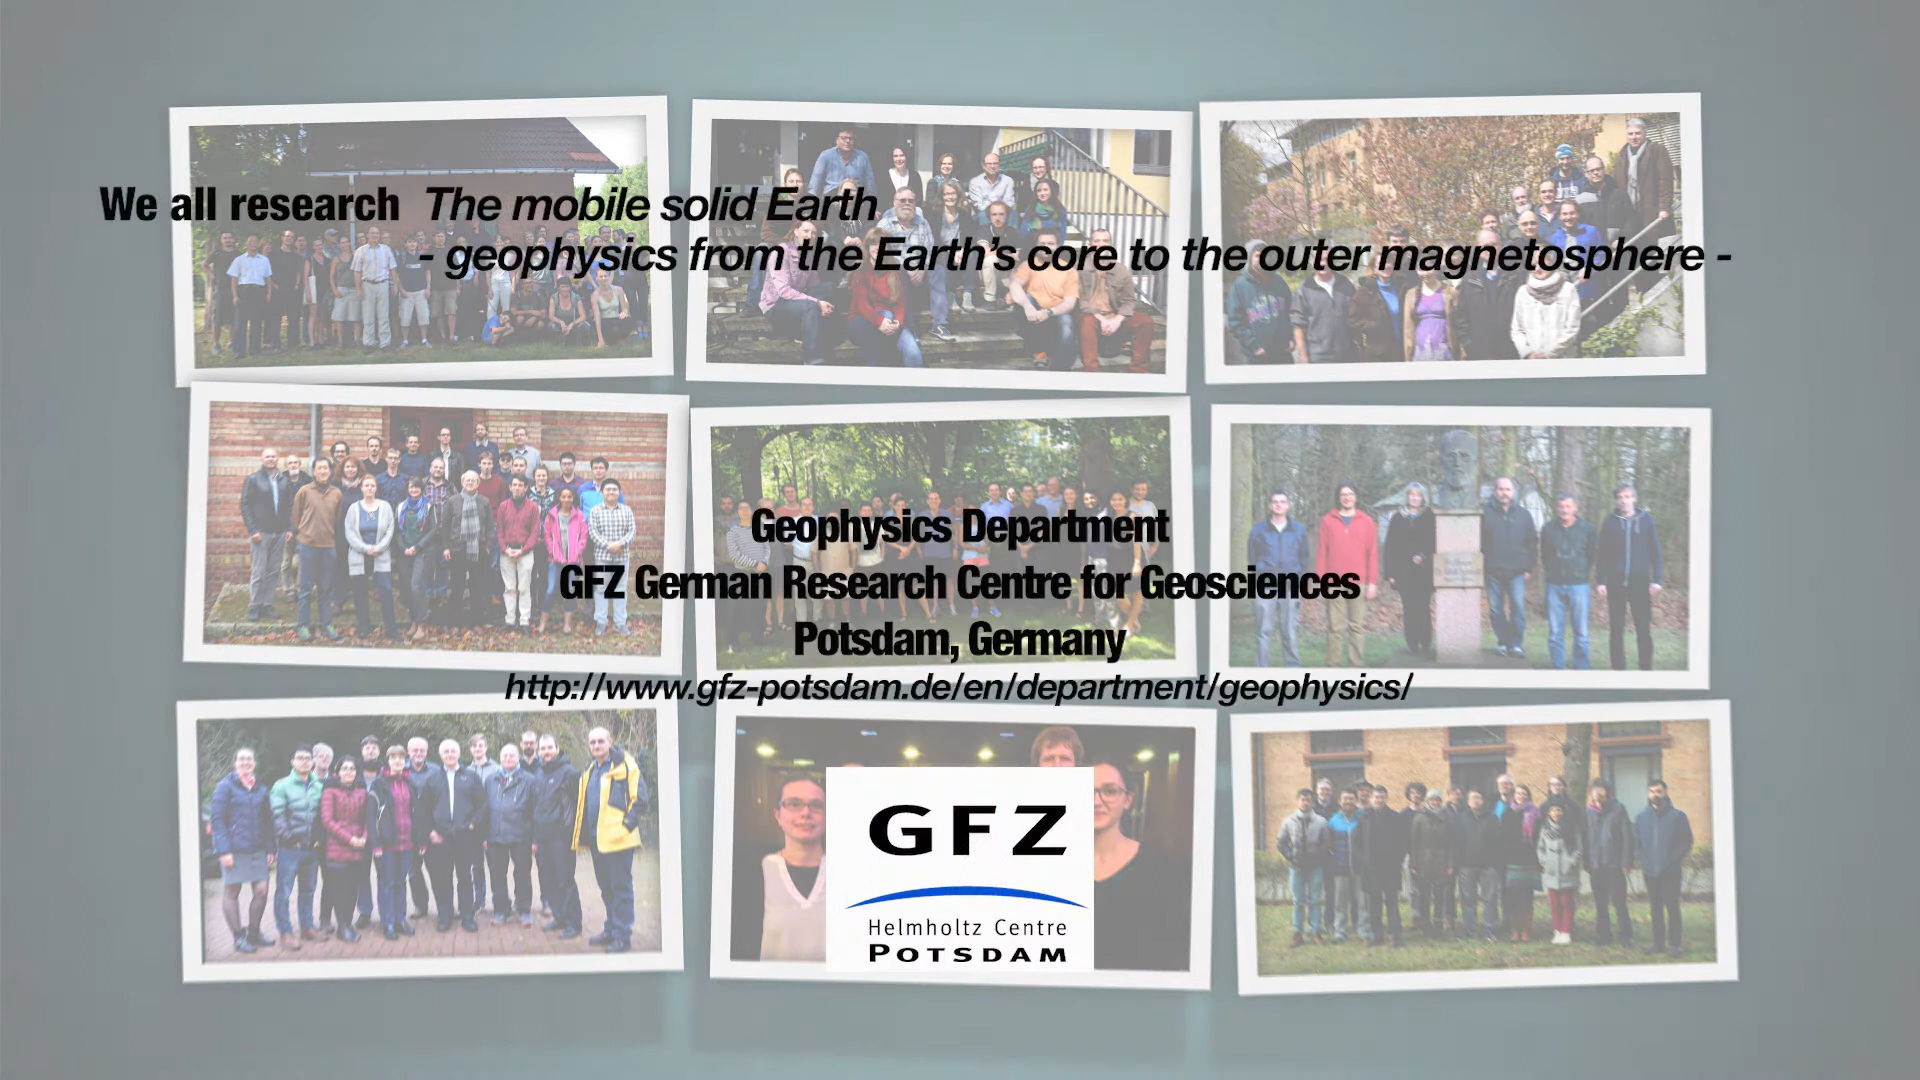 We all research The mobile solid Earth
- geophysics from the Earth's core to the outer magnetosphere -
Geophysics Department
GFZ German Research Centre for Geosciences
Potsdam, Germany
http://www.gfz-potsdam.de/en/department/geophysics/
GFZ
Helmholtz Centre
POTSDAM